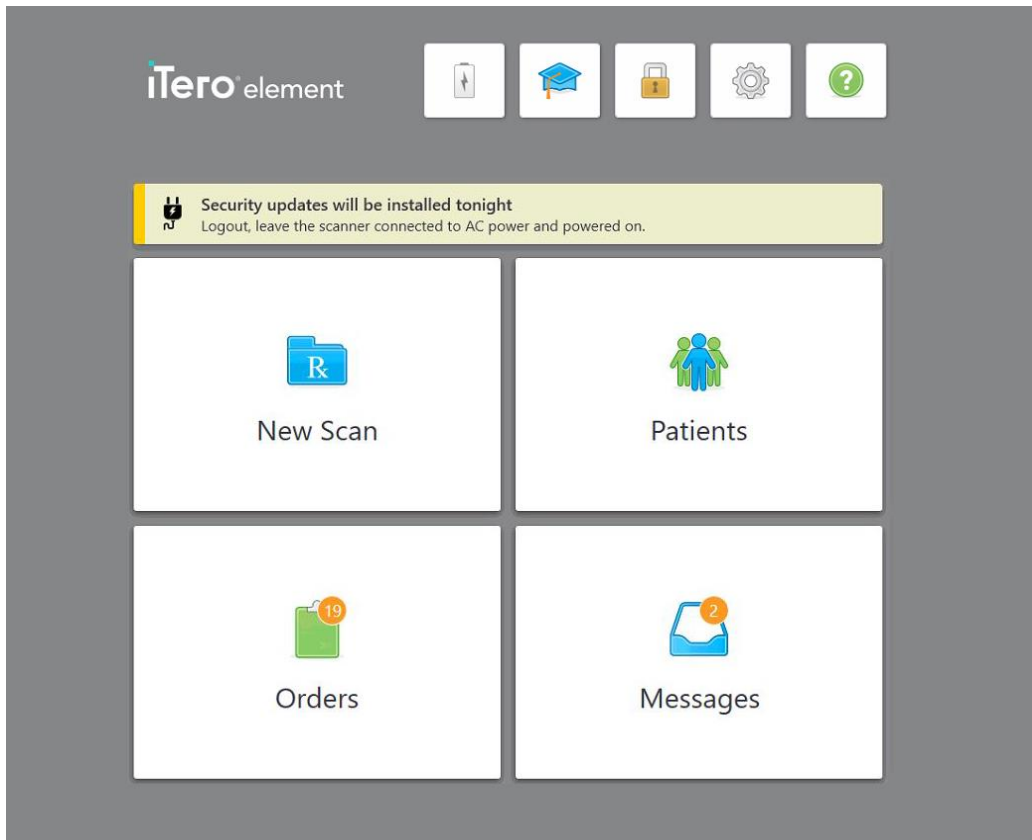 iTero element
?
Security updates will be installed tonight
Logout, leave the scanner connected to AC power and powered on.
Rx
New Scan
Patients
19
Orders
2
Messages